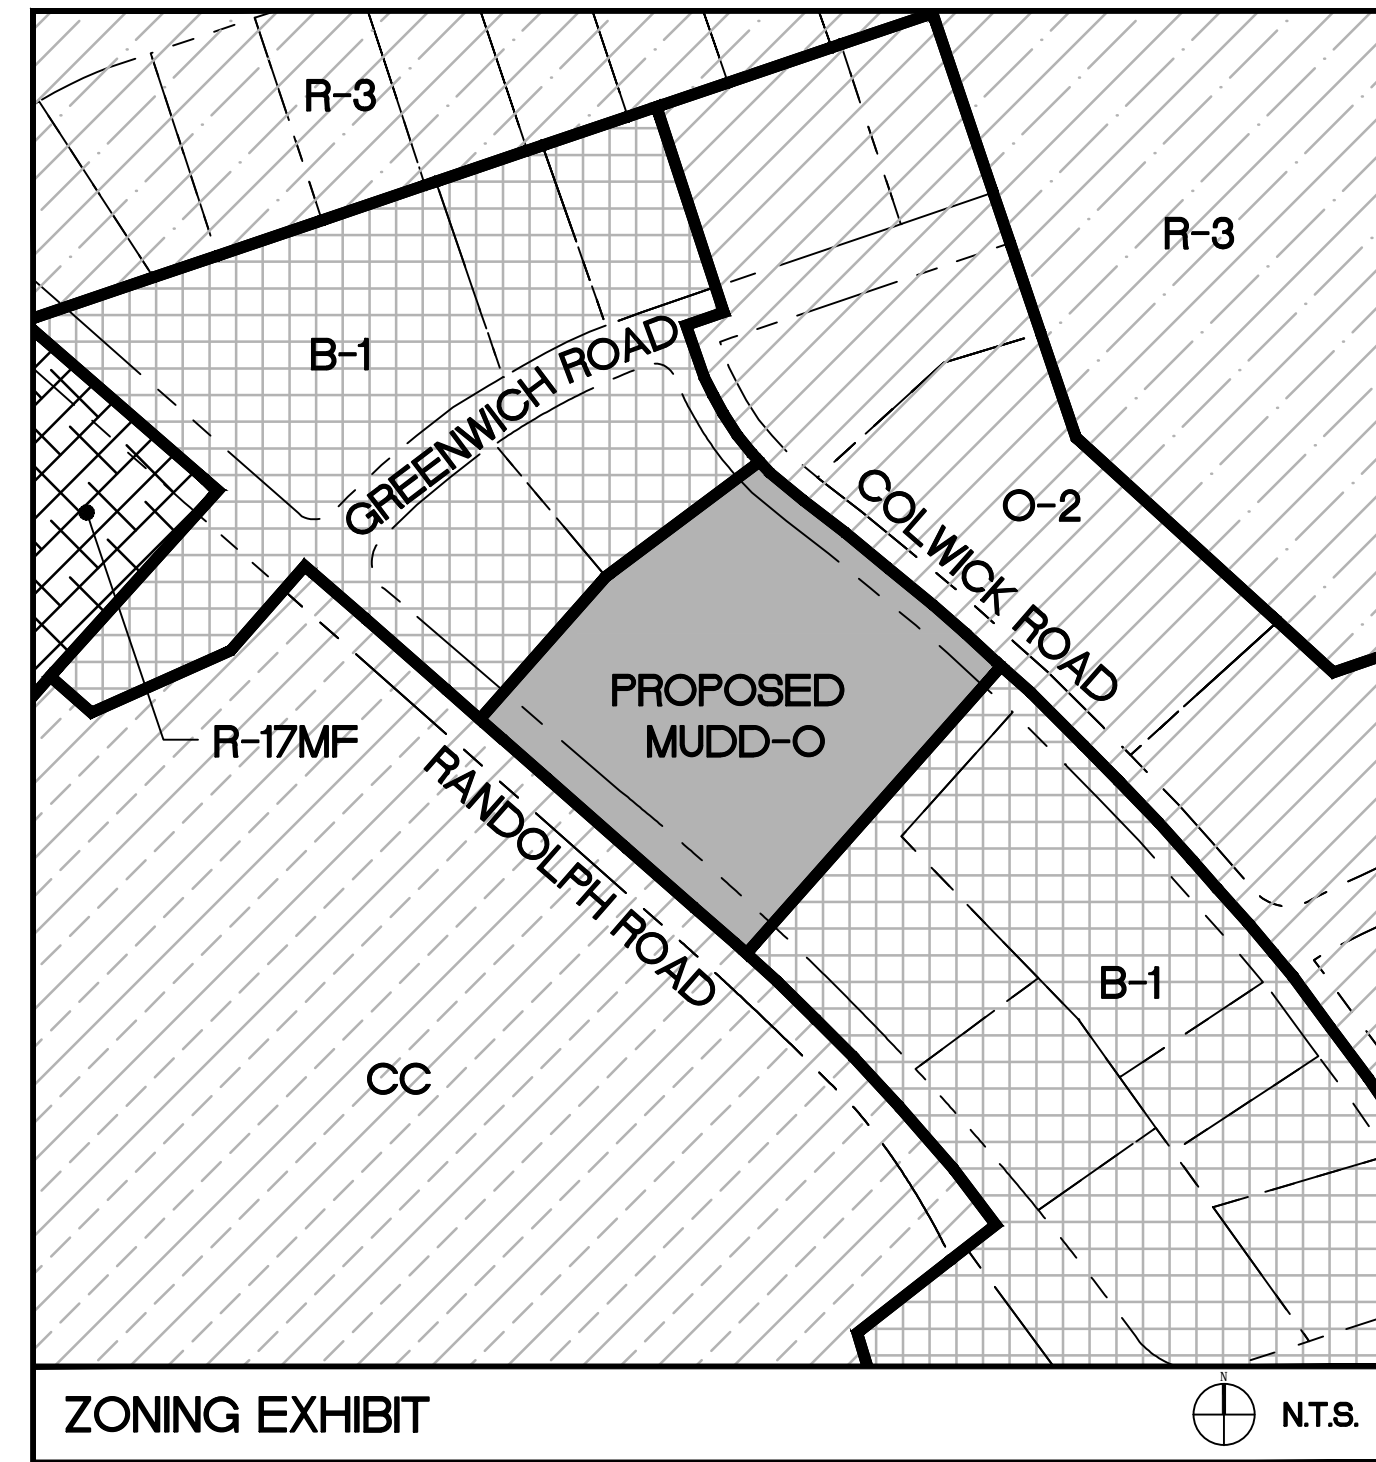 R-3
R-3
B-1
GREENWICH ROAD
COLWICK ROAD
O-2
PROPOSED
MUDD-O
R-17MF
RANDOLPH ROAD
B-1
CC
ZONING EXHIBIT
N
N.T.S.